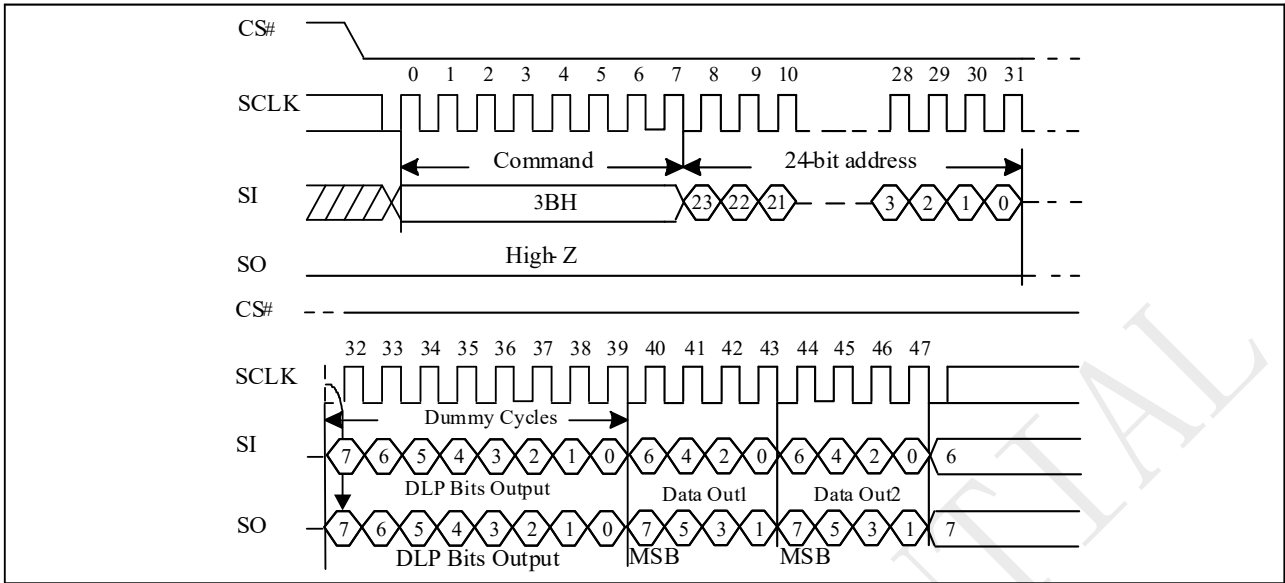 CS#
0 1 2 3 4 5 6 7 8 9 10 28 29 30 31
SCLK
Command 24-bit address
SI 3BH 23 22 21 3 2 1 0
High-Z
SO
CS#
32 33 34 35 36 37 38 39 40 41 42 43 44 45 46 47
SCLK
Dummy Cycles
SI 7 6 5 4 3 2 1 0 6 4 2 0 6 4 2 0 6
DLP Bits Output Data Out1 Data Out2
SO 7 6 5 4 3 2 1 0 7 5 3 1 7 5 3 1 7
DLP Bits Output MSB MSB
NTIAL